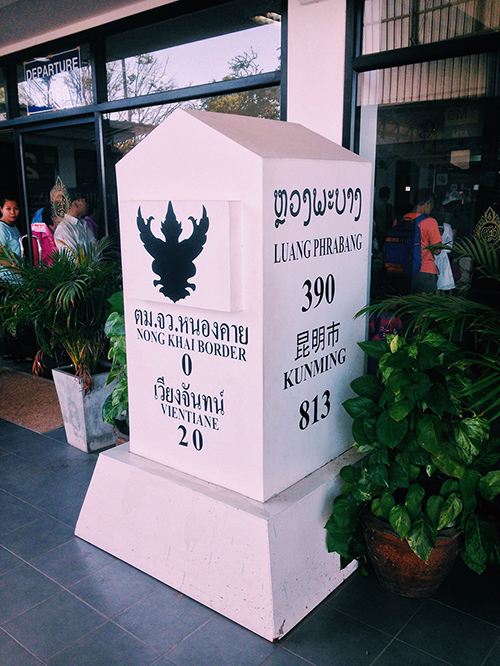 DEPARTURE
ตม.จว.หนองคาย
NONG KHAI BORDER
0
เวียงจันทน์
VIENTIANE
20
ຫຼວງພະບາງ
LUANG PHRABANG
390
昆明市
KUNMING
813